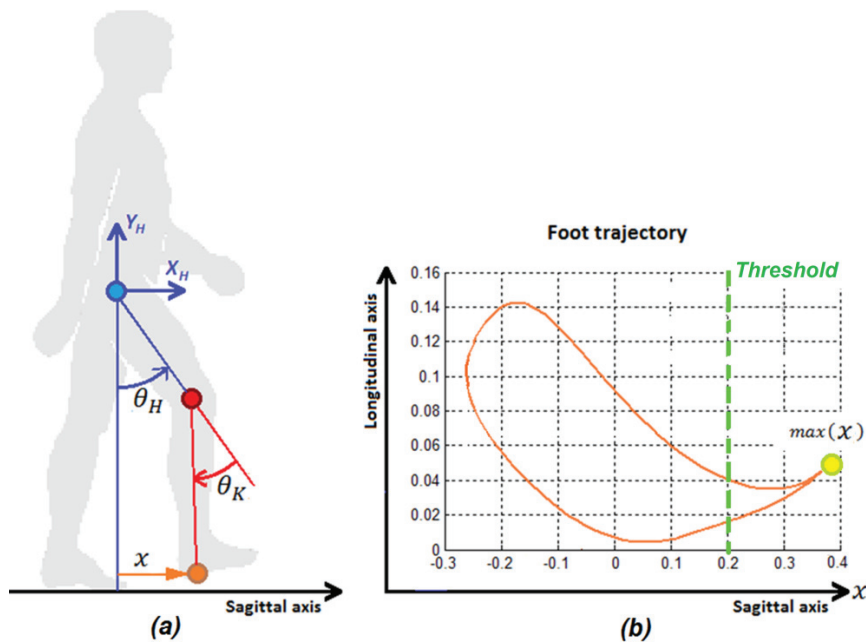 Y_H
X_H
θ_H
θ_K
x
Sagittal axis
(a)
Foot trajectory
Longitudinal axis
0.16
0.14
0.12
0.1
0.08
0.06
0.04
0.02
0
Threshold
max(x)
-0.3 -0.2 -0.1 0 0.1 0.2 0.3 0.4
x
Sagittal axis
(b)